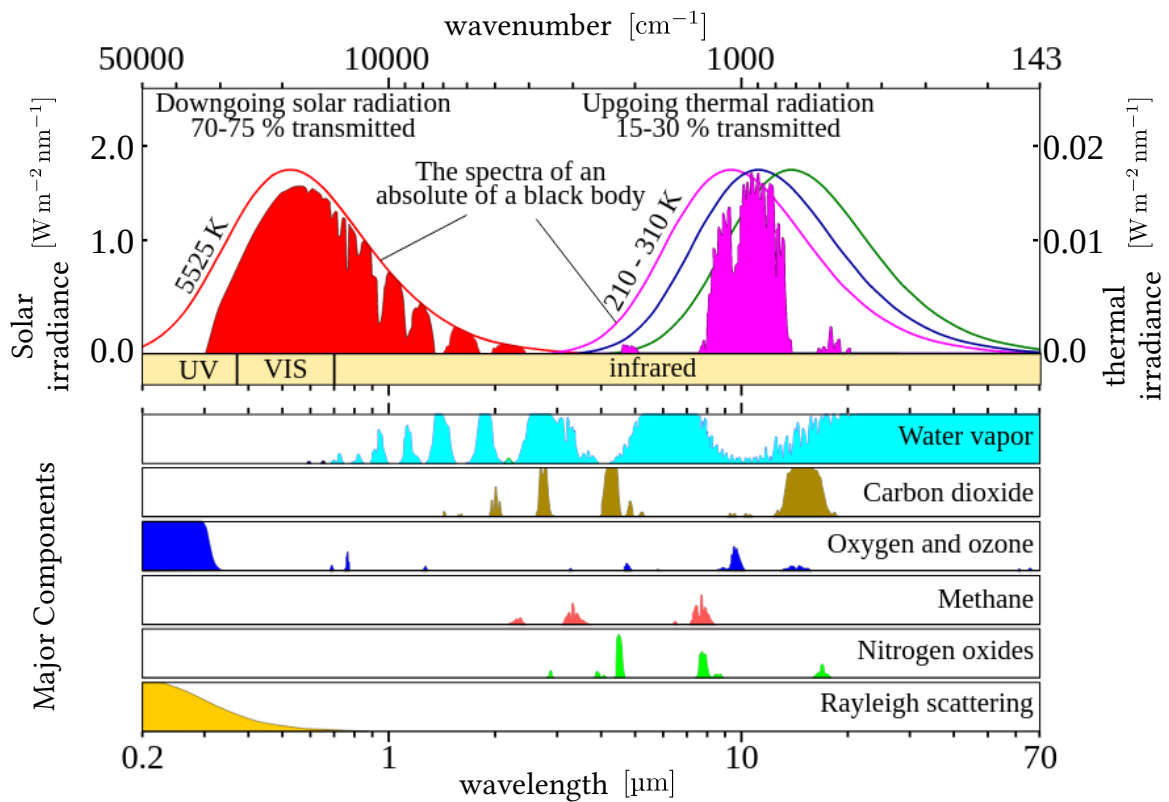 wavenumber [cm⁻¹]
50000 10000 1000 143
Downgoing solar radiation
70-75 % transmitted
Upgoing thermal radiation
15-30 % transmitted
The spectra of an
absolute of a black body
5525 K
210 - 310 K
Solar
irradiance
[W m⁻² nm⁻¹]
2.0
1.0
0.0
0.02
0.01
0.0
thermal
irradiance
[W m⁻² nm⁻¹]
UV VIS infrared
Major Components
Water vapor
Carbon dioxide
Oxygen and ozone
Methane
Nitrogen oxides
Rayleigh scattering
0.2 1 10 70
wavelength [µm]